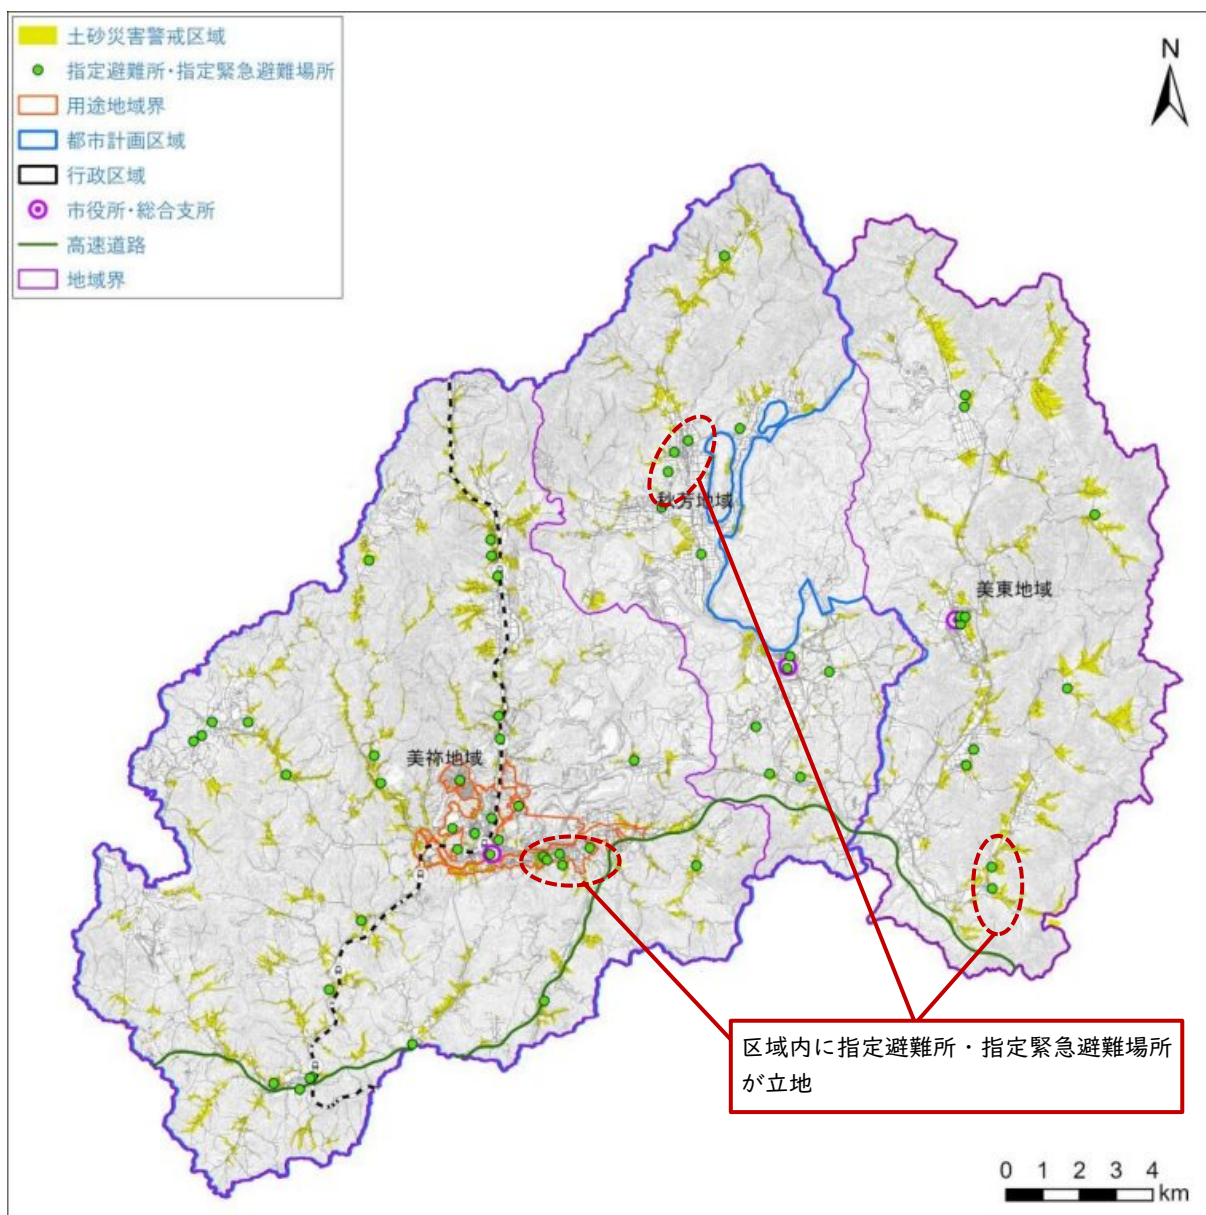 土砂災害警戒区域
指定避難所・指定緊急避難場所
用途地域界
都市計画区域
行政区域
市役所・総合支所
高速道路
地域界
N
秋芳地域
美東地域
美祢地域
区域内に指定避難所・指定緊急避難場所
が立地
0 1 2 3 4
km